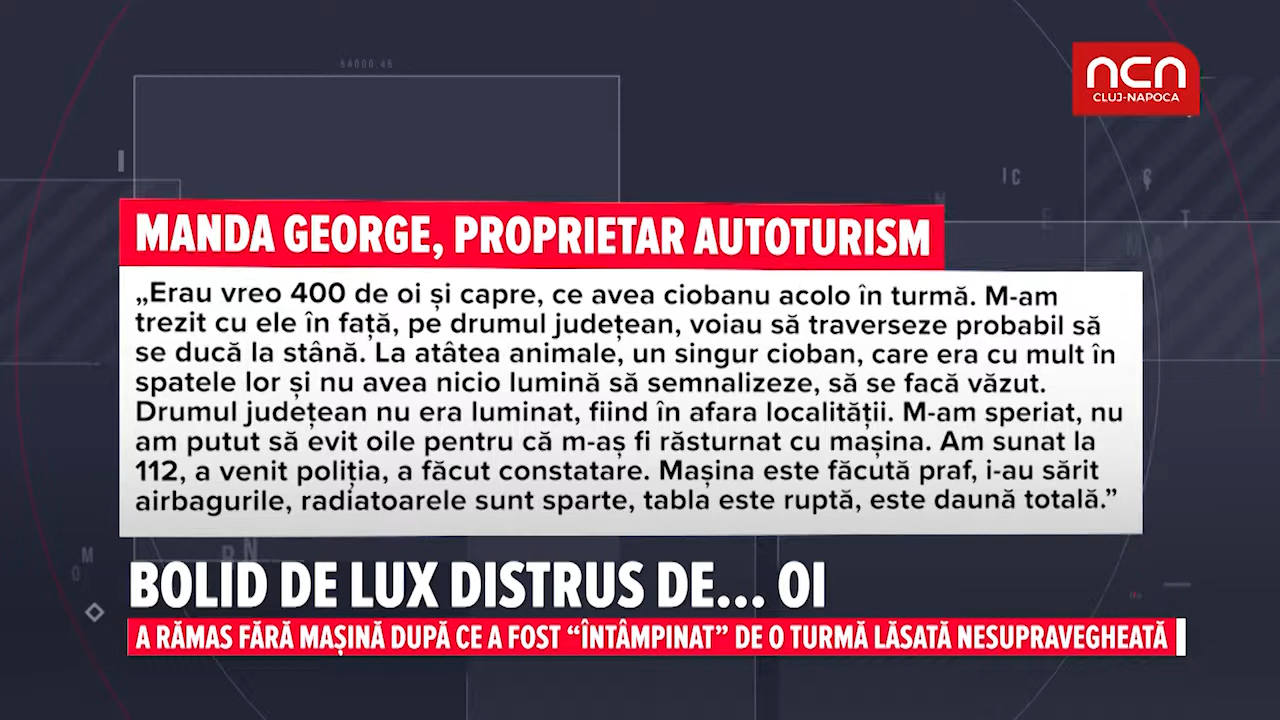 64000:46
ncn
CLUJ-NAPOCA
MANDA GEORGE, PROPRIETAR AUTOTURISM
„Erau vreo 400 de oi și capre, ce avea ciobanu acolo în turmă. M-am
trezit cu ele în față, pe drumul județean, voiau să traverseze probabil să
se ducă la stână. La atâtea animale, un singur cioban, care era cu mult în
spatele lor și nu avea nicio lumină să semnalizeze, să se facă văzut.
Drumul județean nu era luminat, fiind în afara localității. M-am speriat, nu
am putut să evit oile pentru că m-aș fi răsturnat cu mașina. Am sunat la
112, a venit poliția, a făcut constatare. Mașina este făcută praf, i-au sărit
airbagurile, radiatoarele sunt sparte, tabla este ruptă, este daună totală.”
BOLID DE LUX DISTRUS DE... OI
A RĂMAS FĂRĂ MAȘINĂ DUPĂ CE A FOST “ÎNTÂMPINAT” DE O TURMĂ LĂSATĂ NESUPRAVEGHEATĂ